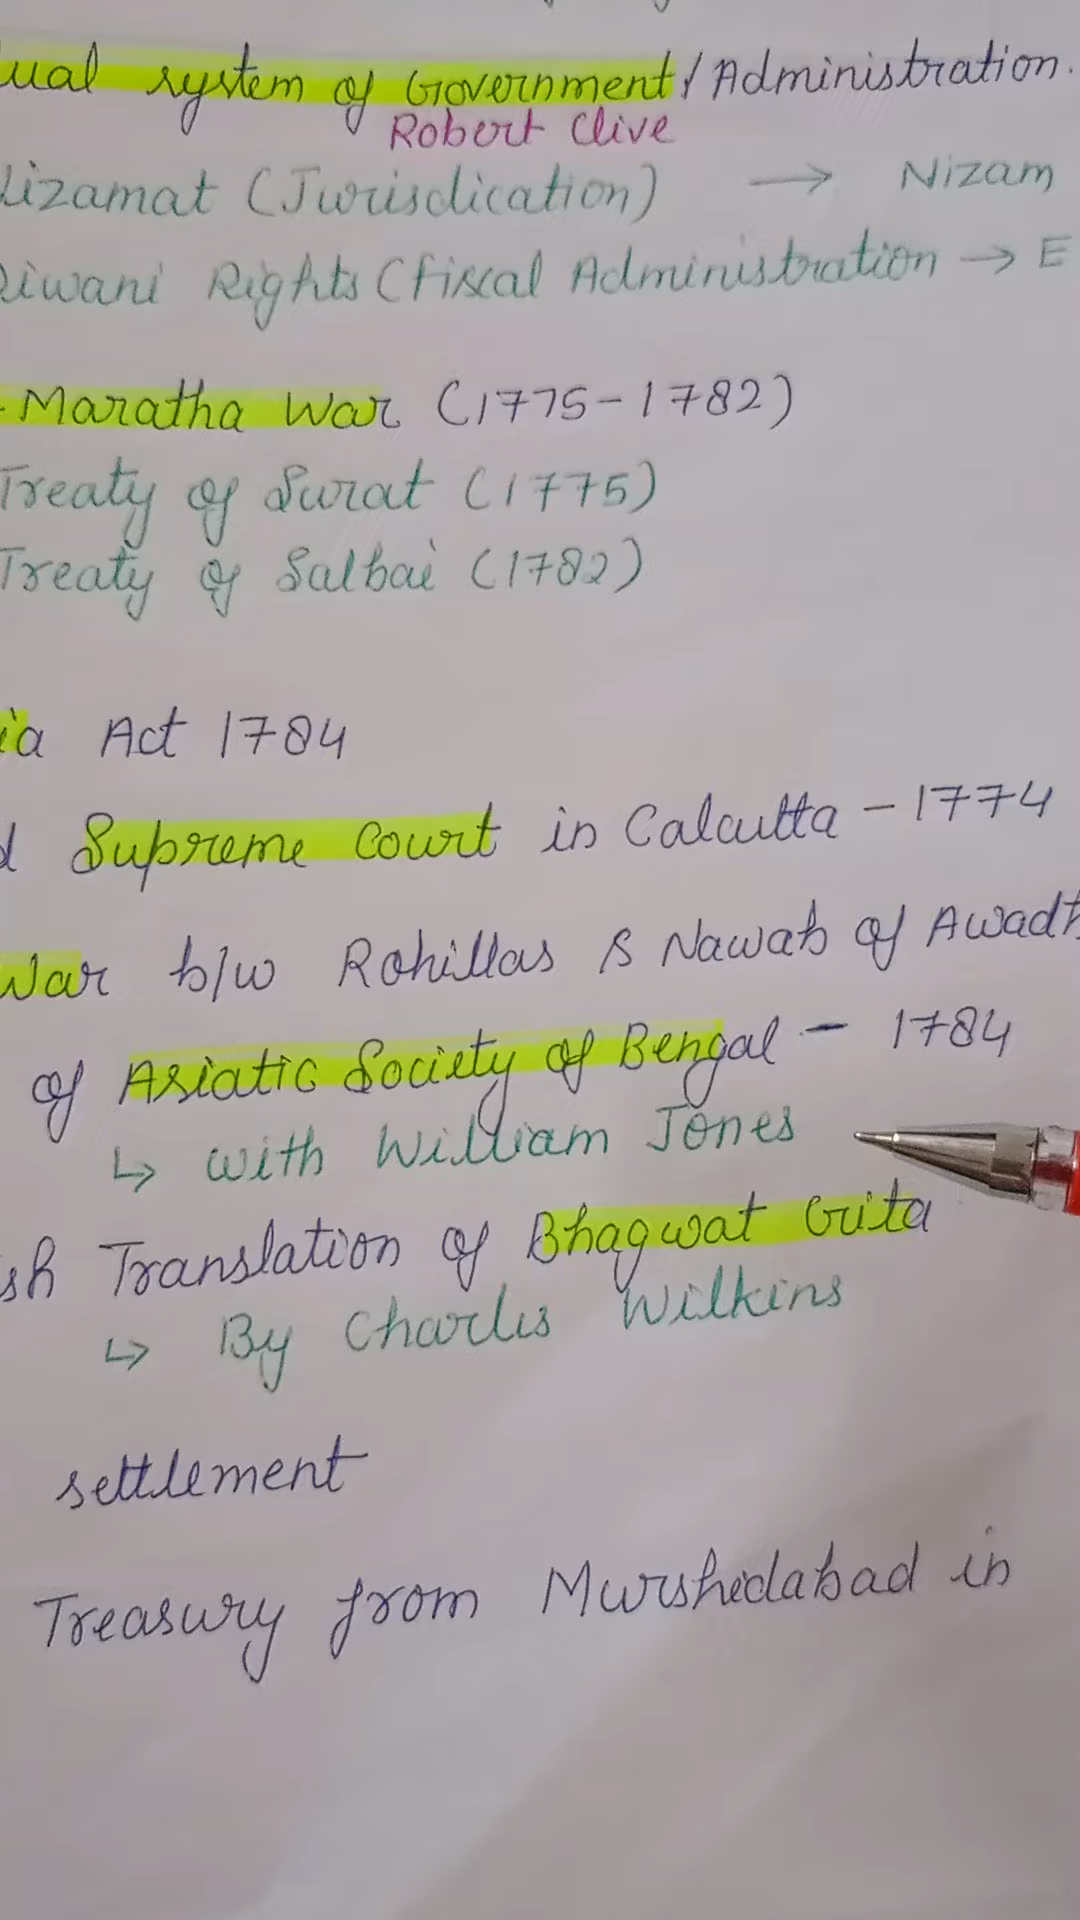 ual system of Government/Administration.
Robert Clive
Nizamat (Jurisdication) → Nizam
Diwani Rights (fiscal Administration → E
- Maratha War (1775-1782)
Treaty of Surat (1775)
Treaty of Salbai (1782)
ia Act 1784
d Supreme Court in Calcutta - 1774
War b/w Rohillas & Nawab of Awadh
of Asiatic Society of Bengal - 1784
↳ with William Jones
sh Translation of Bhagwat Gita
↳ By Charles Wilkins
settlement
Treasury from Murshedabad in